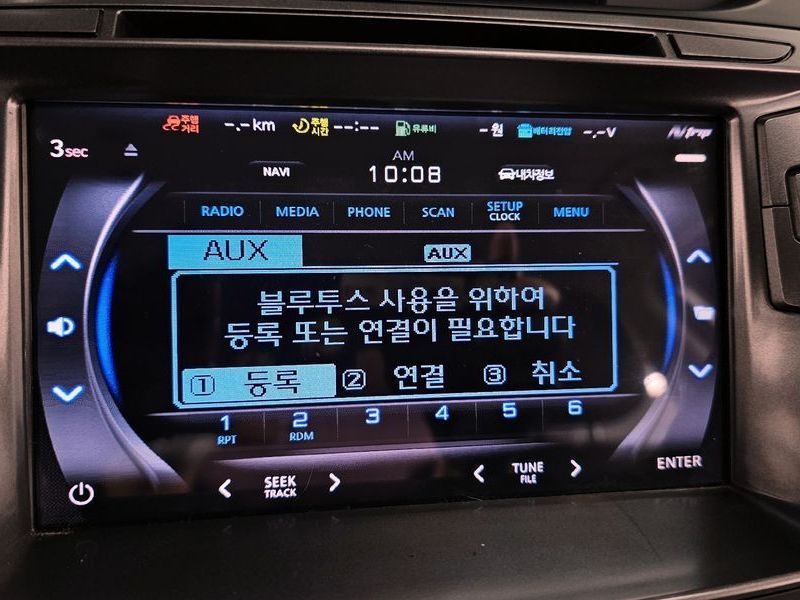 주행거리 -.- km 주행시간 --:-- 유류비 - 원 배터리전압 -.-V
3sec
AM
NAVI 10:08 내차정보
RADIO MEDIA PHONE SCAN SETUP CLOCK MENU
AUX AUX
블루투스 사용을 위하여
등록 또는 연결이 필요합니다
① 등록 ② 연결 ③ 취소
1 RPT 2 RDM 3 4 5 6
SEEK TRACK
TUNE FILE
ENTER